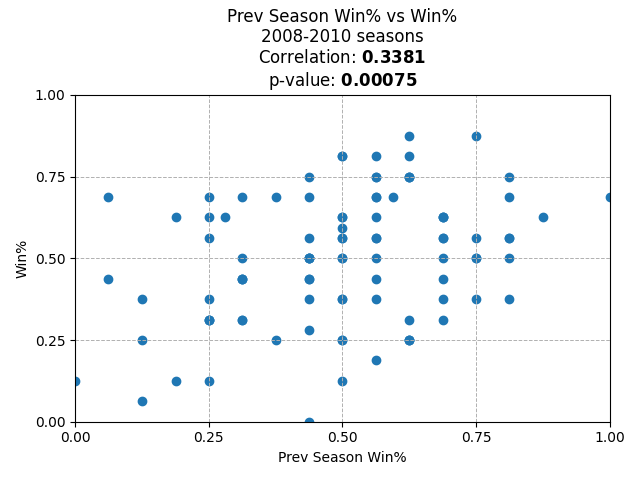 Prev Season Win% vs Win%
2008-2010 seasons
Correlation: 0.3381
p-value: 0.00075
1.00
0.75
0.50
0.25
0.00
Win%
0.00 0.25 0.50 0.75 1.00
Prev Season Win%